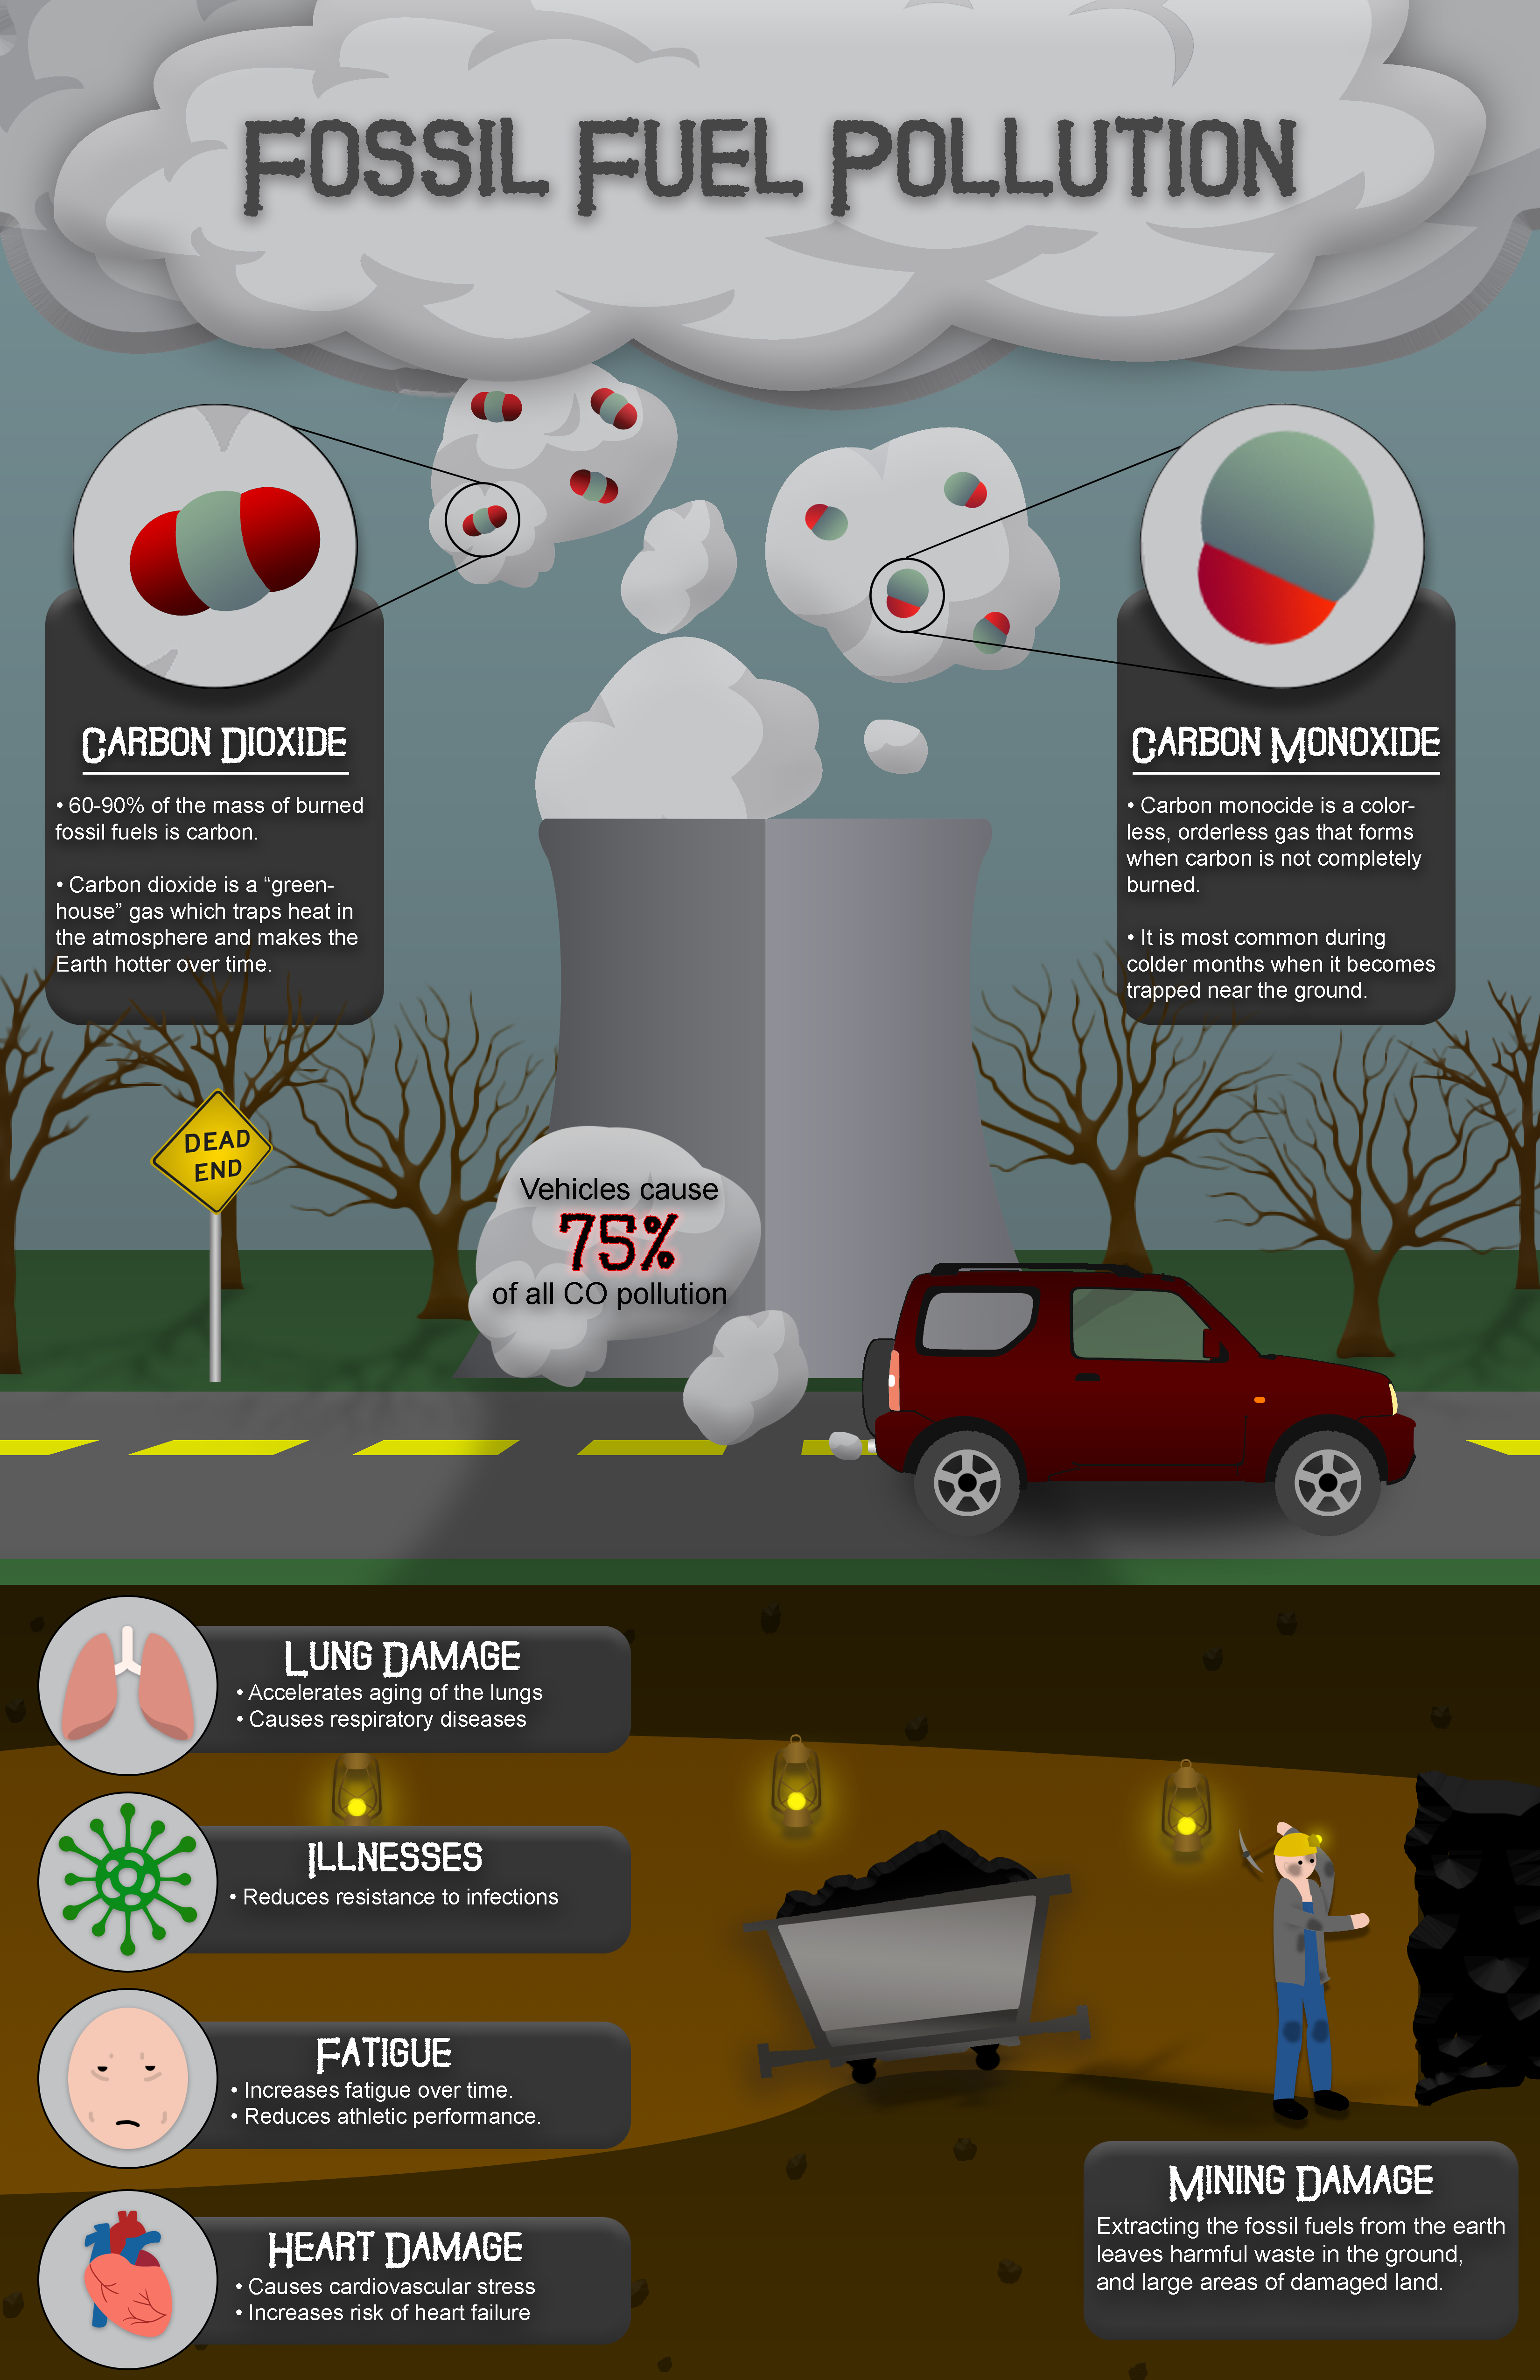 Fossil Fuel Pollution
Carbon Dioxide
• 60-90% of the mass of burned
fossil fuels is carbon.
• Carbon dioxide is a “green-
house” gas which traps heat in
the atmosphere and makes the
Earth hotter over time.
Carbon Monoxide
• Carbon monocide is a color-
less, orderless gas that forms
when carbon is not completely
burned.
• It is most common during
colder months when it becomes
trapped near the ground.
DEAD
END
Vehicles cause
75%
of all CO pollution
Lung Damage
• Accelerates aging of the lungs
• Causes respiratory diseases
Illnesses
• Reduces resistance to infections
Fatigue
• Increases fatigue over time.
• Reduces athletic performance.
Heart Damage
• Causes cardiovascular stress
• Increases risk of heart failure
Mining Damage
Extracting the fossil fuels from the earth
leaves harmful waste in the ground,
and large areas of damaged land.